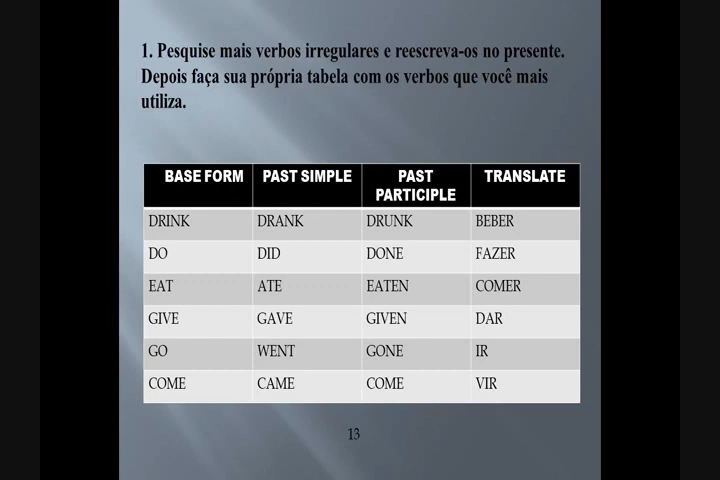 1. Pesquise mais verbos irregulares e reescreva-os no presente.
Depois faça sua própria tabela com os verbos que você mais
utiliza.
BASE FORM PAST SIMPLE PAST PARTICIPLE TRANSLATE
DRINK DRANK DRUNK BEBER
DO DID DONE FAZER
EAT ATE EATEN COMER
GIVE GAVE GIVEN DAR
GO WENT GONE IR
COME CAME COME VIR
13